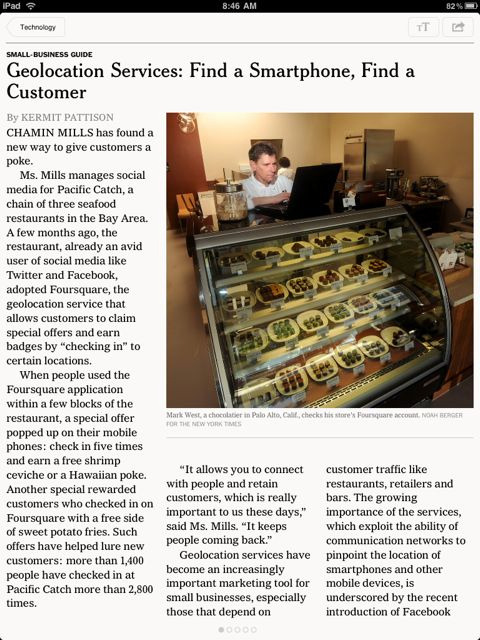 iPad
8:46 AM
82%
Technology
TT
SMALL-BUSINESS GUIDE
Geolocation Services: Find a Smartphone, Find a
Customer
By KERMIT PATTISON
CHAMIN MILLS has found a
new way to give customers a
poke.
Ms. Mills manages social
media for Pacific Catch, a
chain of three seafood
restaurants in the Bay Area.
A few months ago, the
restaurant, already an avid
user of social media like
Twitter and Facebook,
adopted Foursquare, the
geolocation service that
allows customers to claim
special offers and earn
badges by “checking in” to
certain locations.
When people used the
Foursquare application
within a few blocks of the
restaurant, a special offer
popped up on their mobile
phones: check in five times
and earn a free shrimp
ceviche or a Hawaiian poke.
Another special rewarded
customers who checked in on
Foursquare with a free side
of sweet potato fries. Such
offers have helped lure new
customers: more than 1,400
people have checked in at
Pacific Catch more than 2,800
times.
Mark West, a chocolatier in Palo Alto, Calif., checks his store's Foursquare account. NOAH BERGER
FOR THE NEW YORK TIMES
“It allows you to connect
with people and retain
customers, which is really
important to us these days,”
said Ms. Mills. “It keeps
people coming back.”
Geolocation services have
become an increasingly
important marketing tool for
small businesses, especially
those that depend on
customer traffic like
restaurants, retailers and
bars. The growing
importance of the services,
which exploit the ability of
communication networks to
pinpoint the location of
smartphones and other
mobile devices, is
underscored by the recent
introduction of Facebook